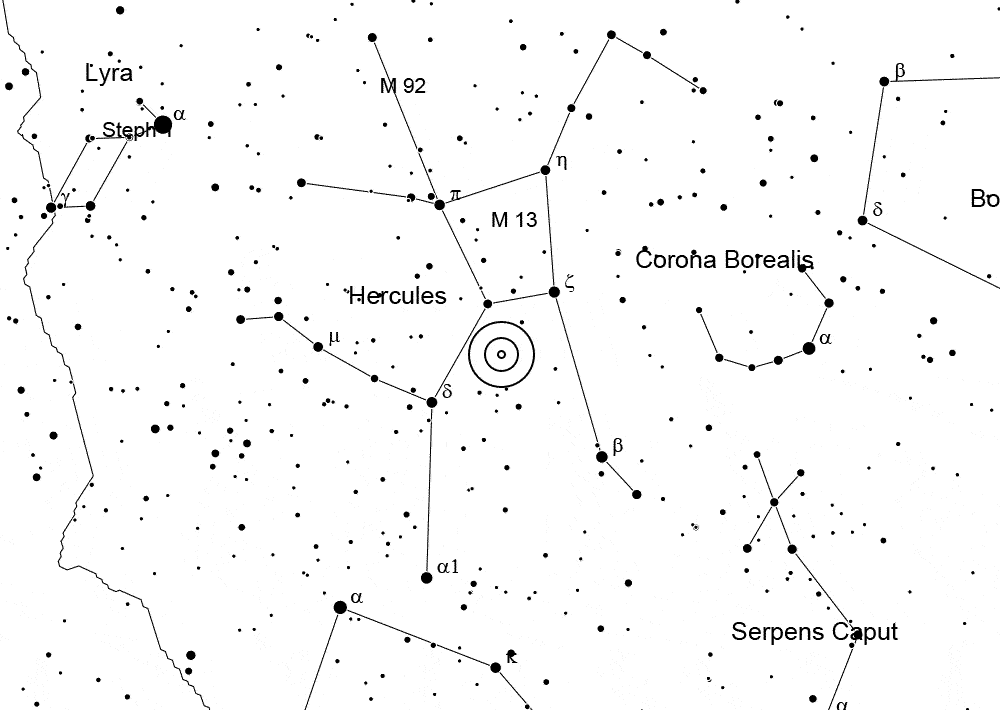 β
Lyra
M 92
α
Steph 1
η
γ
π
Bo
δ
M 13
Corona Borealis
ζ
Hercules
μ
α
δ
β
α1
α
Serpens Caput
κ
α